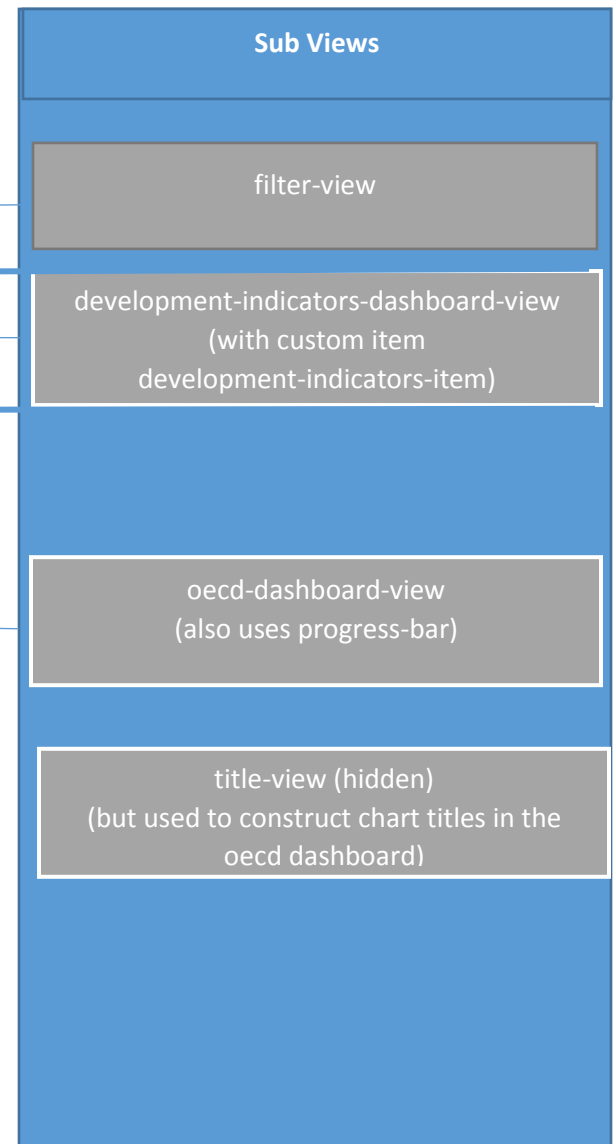 Sub Views
filter-view
development-indicators-dashboard-view
(with custom item
development-indicators-item)
oecd-dashboard-view
(also uses progress-bar)
title-view (hidden)
(but used to construct chart titles in the
oecd dashboard)